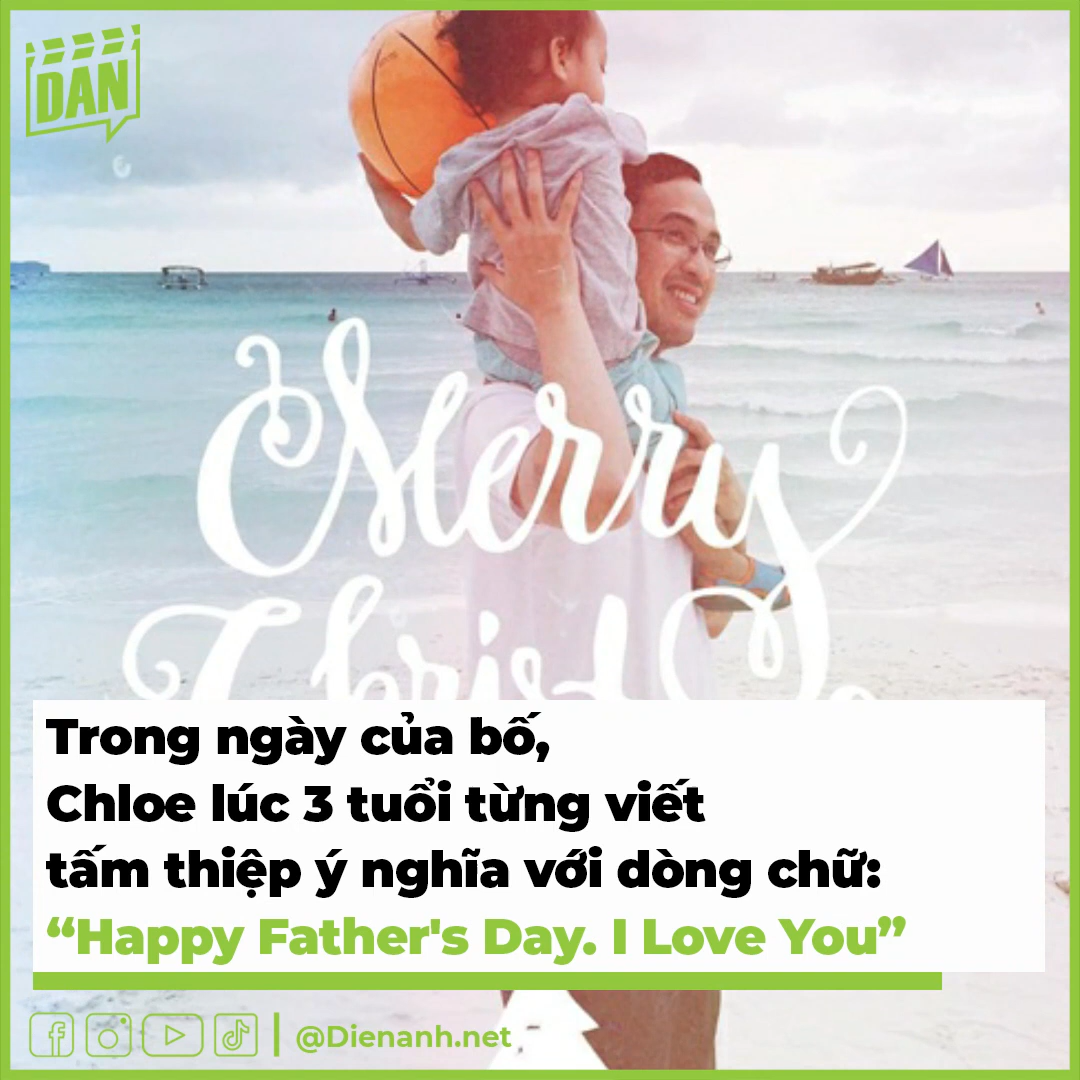 DAN
Merry
Christ
Trong ngày của bố,
Chloe lúc 3 tuổi từng viết
tấm thiệp ý nghĩa với dòng chữ:
“Happy Father's Day. I Love You”
@Dienanh.net